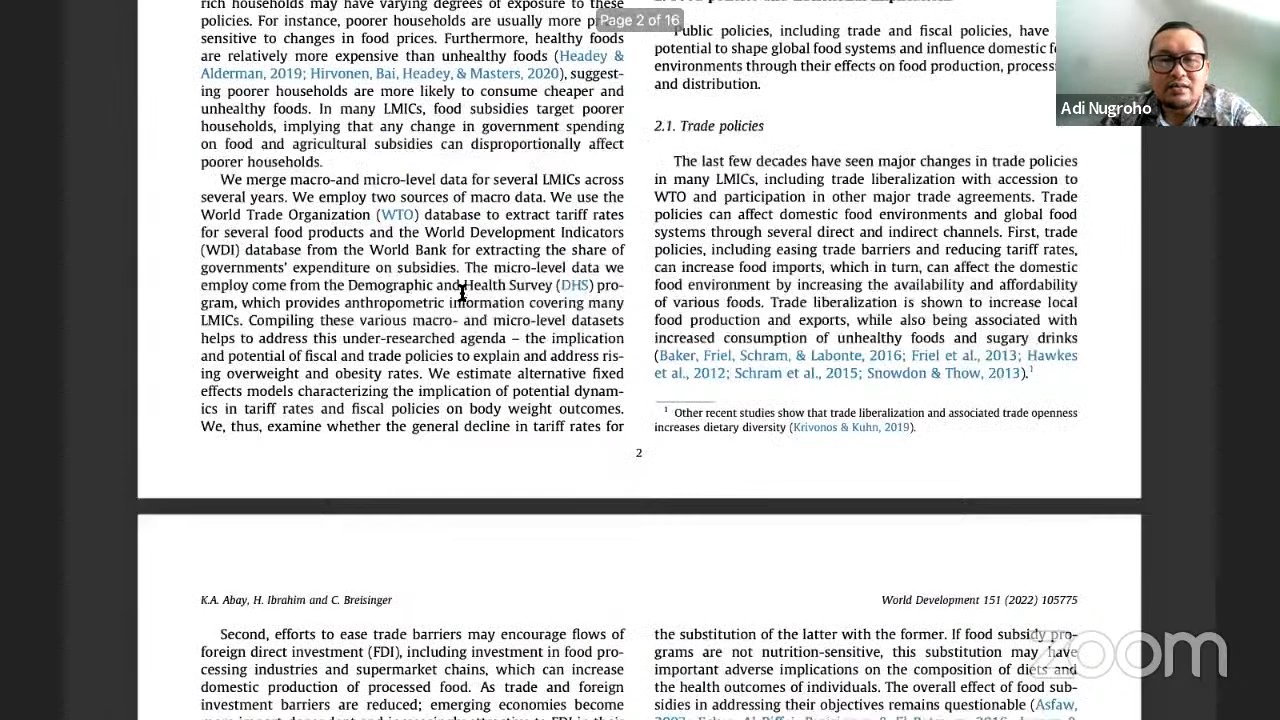 rich households may have varying degrees of exposure to these
policies. For instance, poorer households are usually more
sensitive to changes in food prices. Furthermore, healthy foods
are relatively more expensive than unhealthy foods (Headey &
Alderman, 2019; Hirvonen, Bai, Headey, & Masters, 2020), suggest-
ing poorer households are more likely to consume cheaper and
unhealthy foods. In many LMICs, food subsidies target poorer
households, implying that any change in government spending
on food and agricultural subsidies can disproportionally affect
poorer households.
We merge macro-and micro-level data for several LMICs across
several years. We employ two sources of macro data. We use the
World Trade Organization (WTO) database to extract tariff rates
for several food products and the World Development Indicators
(WDI) database from the World Bank for extracting the share of
governments' expenditure on subsidies. The micro-level data we
employ come from the Demographic and Health Survey (DHS) pro-
gram, which provides anthropometric information covering many
LMICs. Compiling these various macro- and micro-level datasets
helps to address this under-researched agenda – the implication
and potential of fiscal and trade policies to explain and address ris-
ing overweight and obesity rates. We estimate alternative fixed
effects models characterizing the implication of potential dynam-
ics in tariff rates and fiscal policies on body weight outcomes.
We, thus, examine whether the general decline in tariff rates for
Page 2 of 16
Public policies, including trade and fiscal policies, have
potential to shape global food systems and influence domestic
environments through their effects on food production,
and distribution.
2.1. Trade policies
The last few decades have seen major changes in trade policies
in many LMICs, including trade liberalization with accession to
WTO and participation in other major trade agreements. Trade
policies can affect domestic food environments and global food
systems through several direct and indirect channels. First, trade
policies, including easing trade barriers and reducing tariff rates,
can increase food imports, which in turn, can affect the domestic
food environment by increasing the availability and affordability
of various foods. Trade liberalization is shown to increase local
food production and exports, while also being associated with
increased consumption of unhealthy foods and sugary drinks
(Baker, Friel, Schram, & Labonte, 2016; Friel et al., 2013; Hawkes
et al., 2012; Schram et al., 2015; Snowdon & Thow, 2013).1
1 Other recent studies show that trade liberalization and associated trade openness
increases dietary diversity (Krivonos & Kuhn, 2019).
2
Adi Nugroho
K.A. Abay, H. Ibrahim and C. Breisinger
World Development 151 (2022) 105775
Second, efforts to ease trade barriers may encourage flows of
foreign direct investment (FDI), including investment in food pro-
cessing industries and supermarket chains, which can increase
domestic production of processed food. As trade and foreign
investment barriers are reduced; emerging economies become
the substitution of the latter with the former. If food subsidy pro-
grams are not nutrition-sensitive, this substitution may have
important adverse implications on the composition of diets and
the health outcomes of individuals. The overall effect of food sub-
sidies in addressing their objectives remains questionable (Asfaw,
zoom